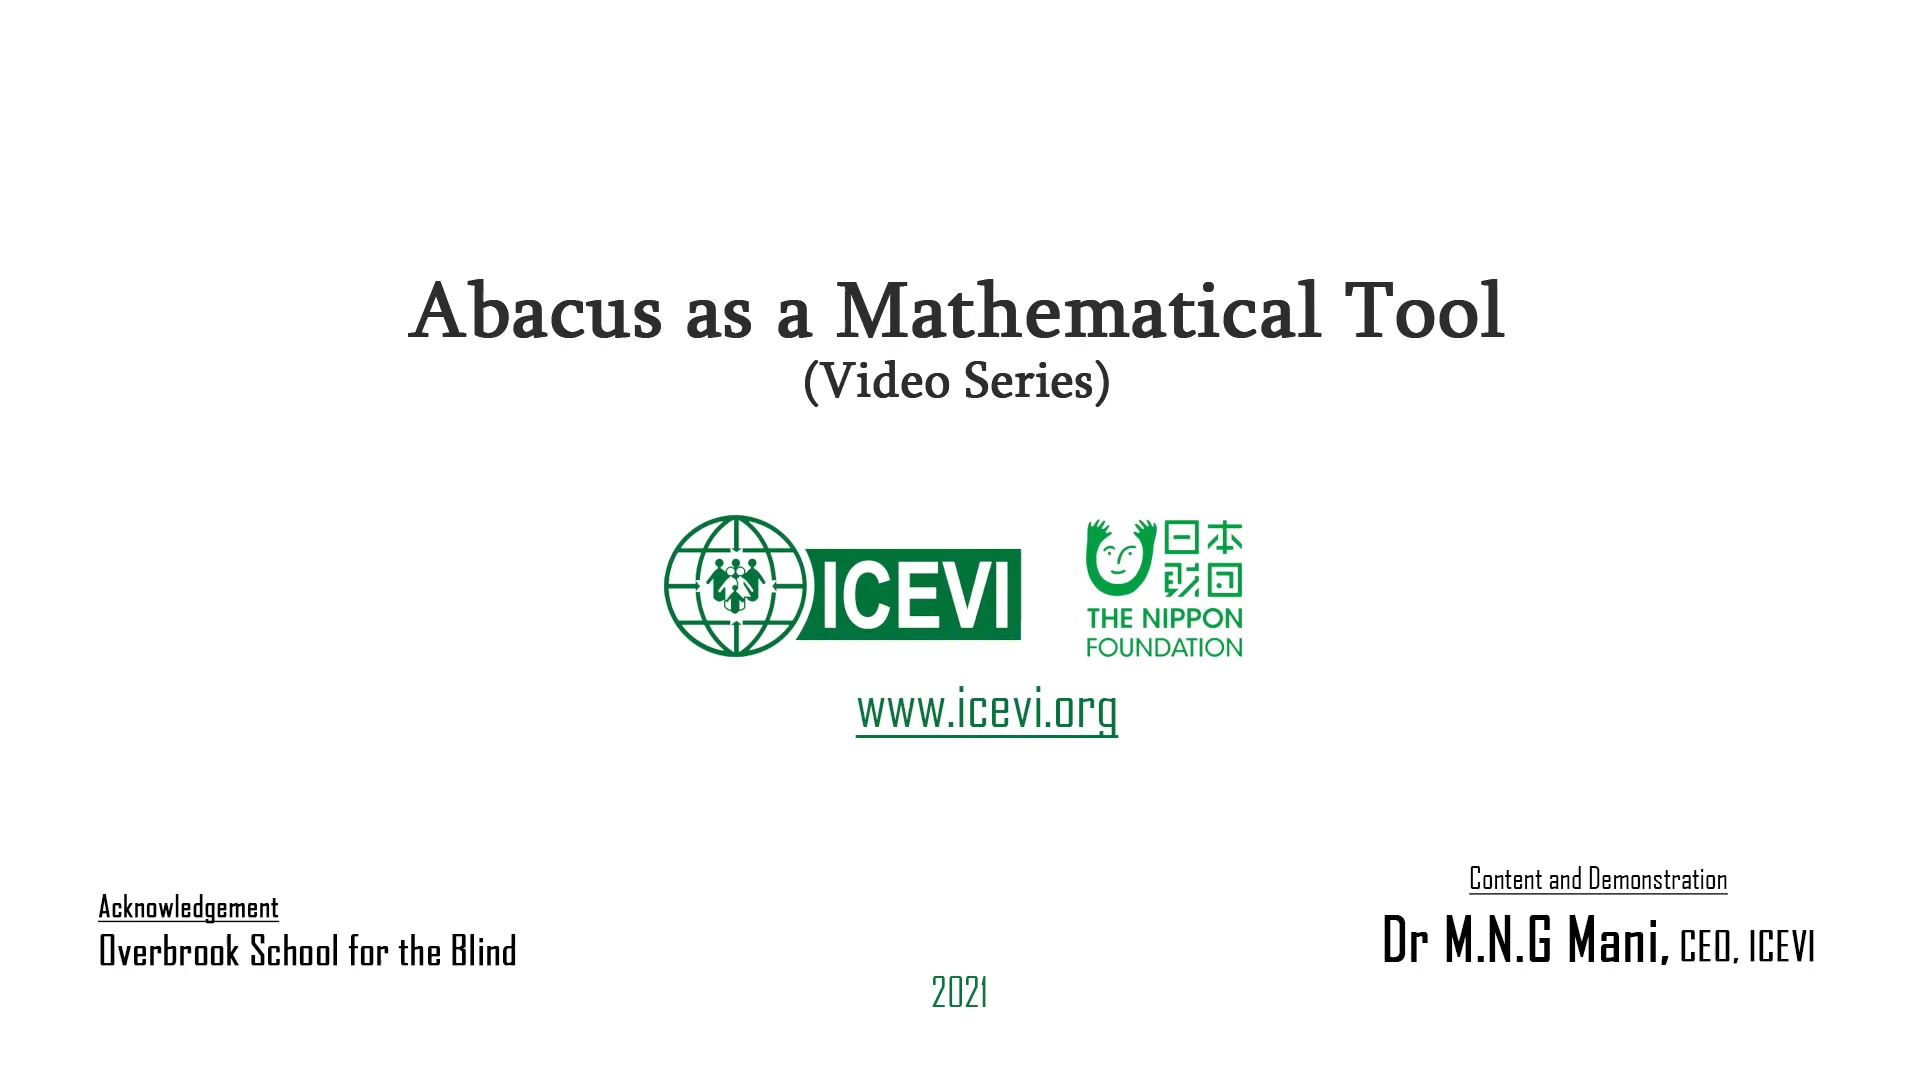 Abacus as a Mathematical Tool
(Video Series)
ICEVI
日本
財団
THE NIPPON
FOUNDATION
www.icevi.org
Acknowledgement
Overbrook School for the Blind
Content and Demonstration
Dr M.N.G Mani, CEO, ICEVI
2021